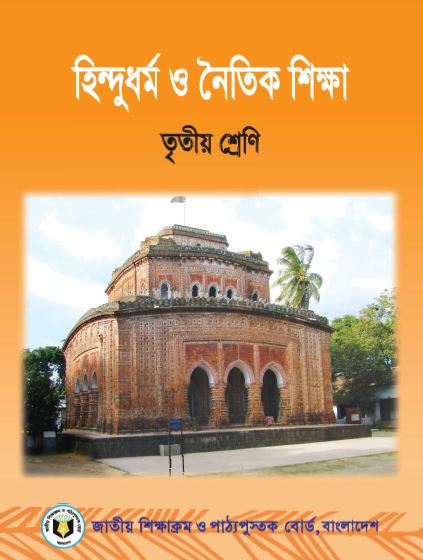 হিন্দুধর্ম ও নৈতিক শিক্ষা
তৃতীয় শ্রেণি
জাতীয় শিক্ষাক্রম ও পাঠ্যপুস্তক বোর্ড, বাংলাদেশ